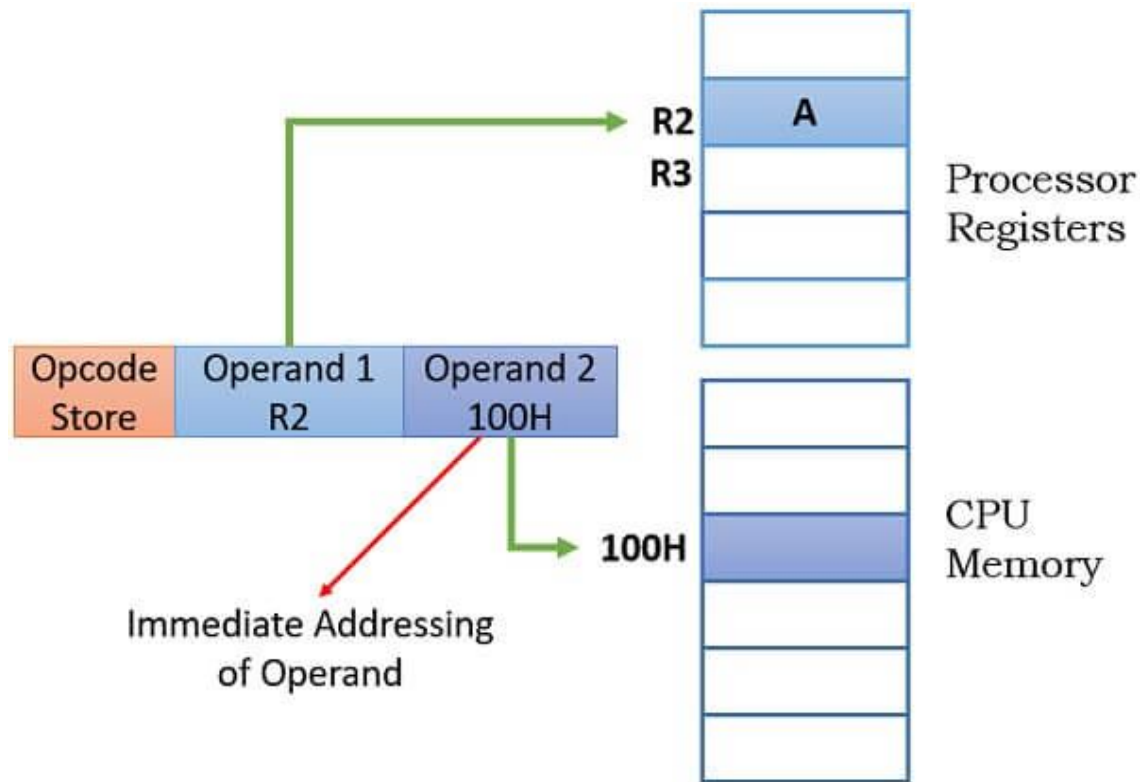 R2
A
R3
Processor
Registers
Opcode
Store
Operand 1
R2
Operand 2
100H
100H
CPU
Memory
Immediate Addressing
of Operand